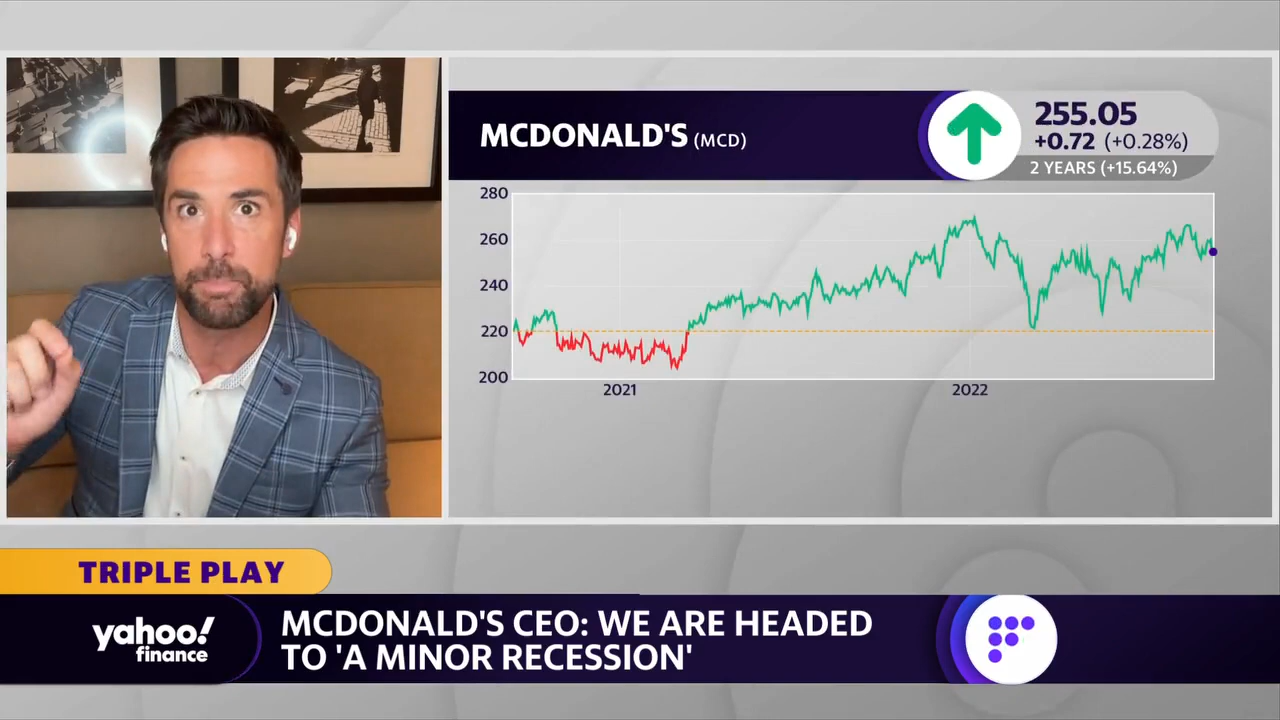 MCDONALD'S (MCD)
255.05
+0.72 (+0.28%)
2 YEARS (+15.64%)
280
260
240
220
200
2021
2022
TRIPLE PLAY
yahoo!
finance
MCDONALD'S CEO: WE ARE HEADED
TO 'A MINOR RECESSION'